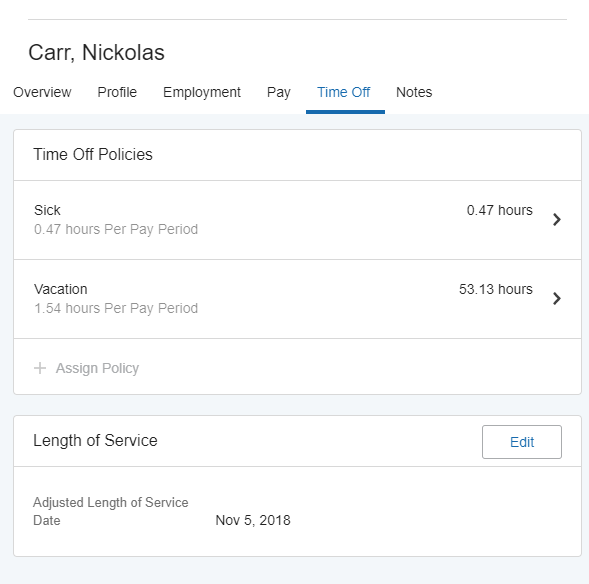 Carr, Nickolas
Overview Profile Employment Pay Time Off Notes
Time Off Policies
Sick 0.47 hours
0.47 hours Per Pay Period
Vacation 53.13 hours
1.54 hours Per Pay Period
+ Assign Policy
Length of Service Edit
Adjusted Length of Service
Date Nov 5, 2018